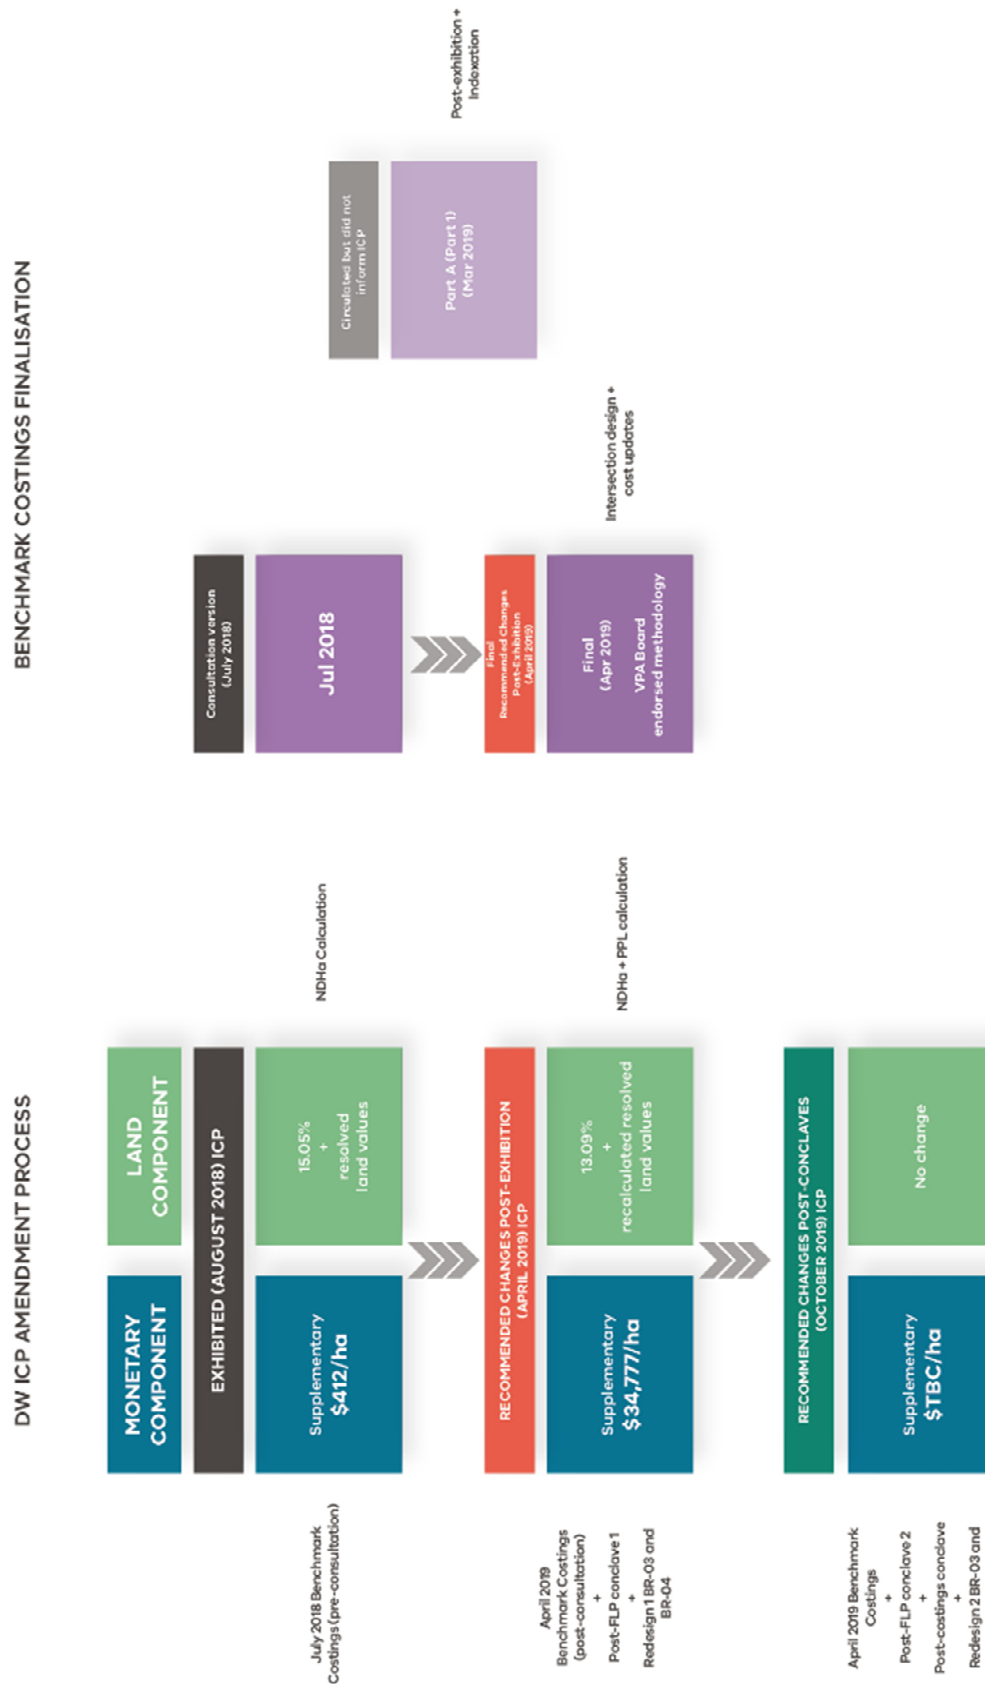 DW ICP AMENDMENT PROCESS
MONETARY
COMPONENT
LAND
COMPONENT
EXHIBITED (AUGUST 2018) ICP
July 2018 Benchmark
Costings (pre-consultation)
Supplementary
$412/ha
15.05%
+
resolved
land values
NDHa Calculation
RECOMMENDED CHANGES POST-EXHIBITION
(APRIL 2019) ICP
April 2019
Benchmark Costings
(post-consultation)
+
Post-FLP conclave 1
+
Redesign 1 BR-03 and
BR-04
Supplementary
$34,777/ha
13.09%
+
recalculated resolved
land values
NDHa + PPL calculation
RECOMMENDED CHANGES POST-CONCLAVES
(OCTOBER 2019) ICP
April 2019 Benchmark
Costings
+
Post-FLP conclave 2
+
Post-costings conclave
+
Redesign 2 BR-03 and
Supplementary
$TBC/ha
No change
BENCHMARK COSTINGS FINALISATION
Consultation version
(July 2018)
Jul 2018
Final
Recommended Changes
Post-Exhibition
(April 2019)
Final
(Apr 2019)
VPA Board
endorsed methodology
Intersection design +
cost updates
Circulated but did not
inform ICP
Part A (Part 1)
(Mar 2019)
Post-exhibition +
Indexation